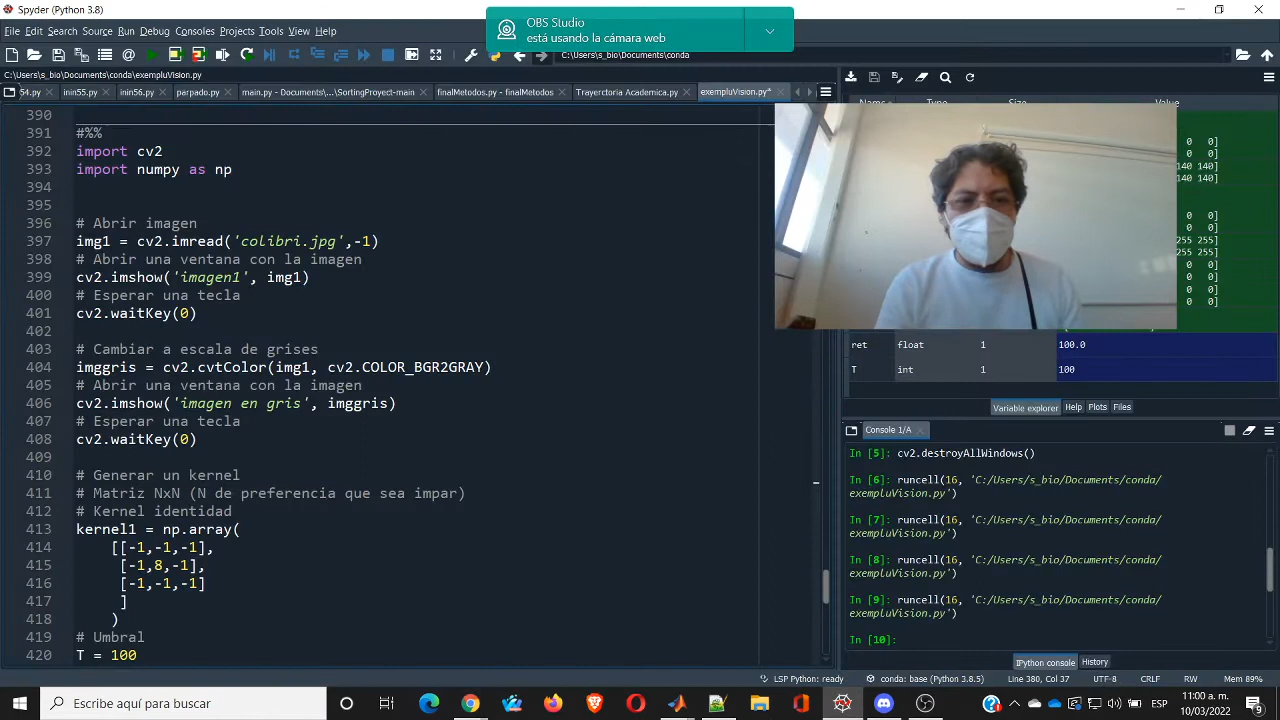 Spyder (Python 3.8)
OBS Studio
está usando la cámara web
File Edit Search Source Run Debug Consoles Projects Tools View Help
C:\Users\s_bio\Documents\conda
C:\Users\s_bio\Documents\conda\exempluVision.py
54.py inin55.py inin56.py parpado.py main.py - Documents\...\SortingProyect-main finalMetodos.py - finalMetodos Trayerctoria Academica.py exempluVision.py*
Name Type Size Value
390
391 #%%
392 import cv2
393 import numpy as np
394
395
396 # Abrir imagen
397 img1 = cv2.imread('colibri.jpg',-1)
398 # Abrir una ventana con la imagen
399 cv2.imshow('imagen1', img1)
400 # Esperar una tecla
401 cv2.waitKey(0)
402
403 # Cambiar a escala de grises
404 imggris = cv2.cvtColor(img1, cv2.COLOR_BGR2GRAY)
405 # Abrir una ventana con la imagen
406 cv2.imshow('imagen en gris', imggris)
407 # Esperar una tecla
408 cv2.waitKey(0)
409
410 # Generar un kernel
411 # Matriz NxN (N de preferencia que sea impar)
412 # Kernel identidad
413 kernel1 = np.array(
414 [[-1,-1,-1],
415 [-1,8,-1],
416 [-1,-1,-1]
417 ]
418 )
419 # Umbral
420 T = 100
0 0]
0 0]
140 140]
140 140]
0 0]
0 0]
255 255]
255 255]
0 0]
0 0]
0 0]
0 0]
ret float 1 100.0
T int 1 100
Variable explorer Help Plots Files
Console 1/A
In [5]: cv2.destroyAllWindows()
In [6]: runcell(16, 'C:/Users/s_bio/Documents/conda/
exempluVision.py')
In [7]: runcell(16, 'C:/Users/s_bio/Documents/conda/
exempluVision.py')
In [8]: runcell(16, 'C:/Users/s_bio/Documents/conda/
exempluVision.py')
In [9]: runcell(16, 'C:/Users/s_bio/Documents/conda/
exempluVision.py')
In [10]:
IPython console History
LSP Python: ready conda: base (Python 3.8.5) Line 380, Col 37 UTF-8 CRLF RW Mem 89%
Escribe aquí para buscar
ESP
11:00 a. m.
10/03/2022
9